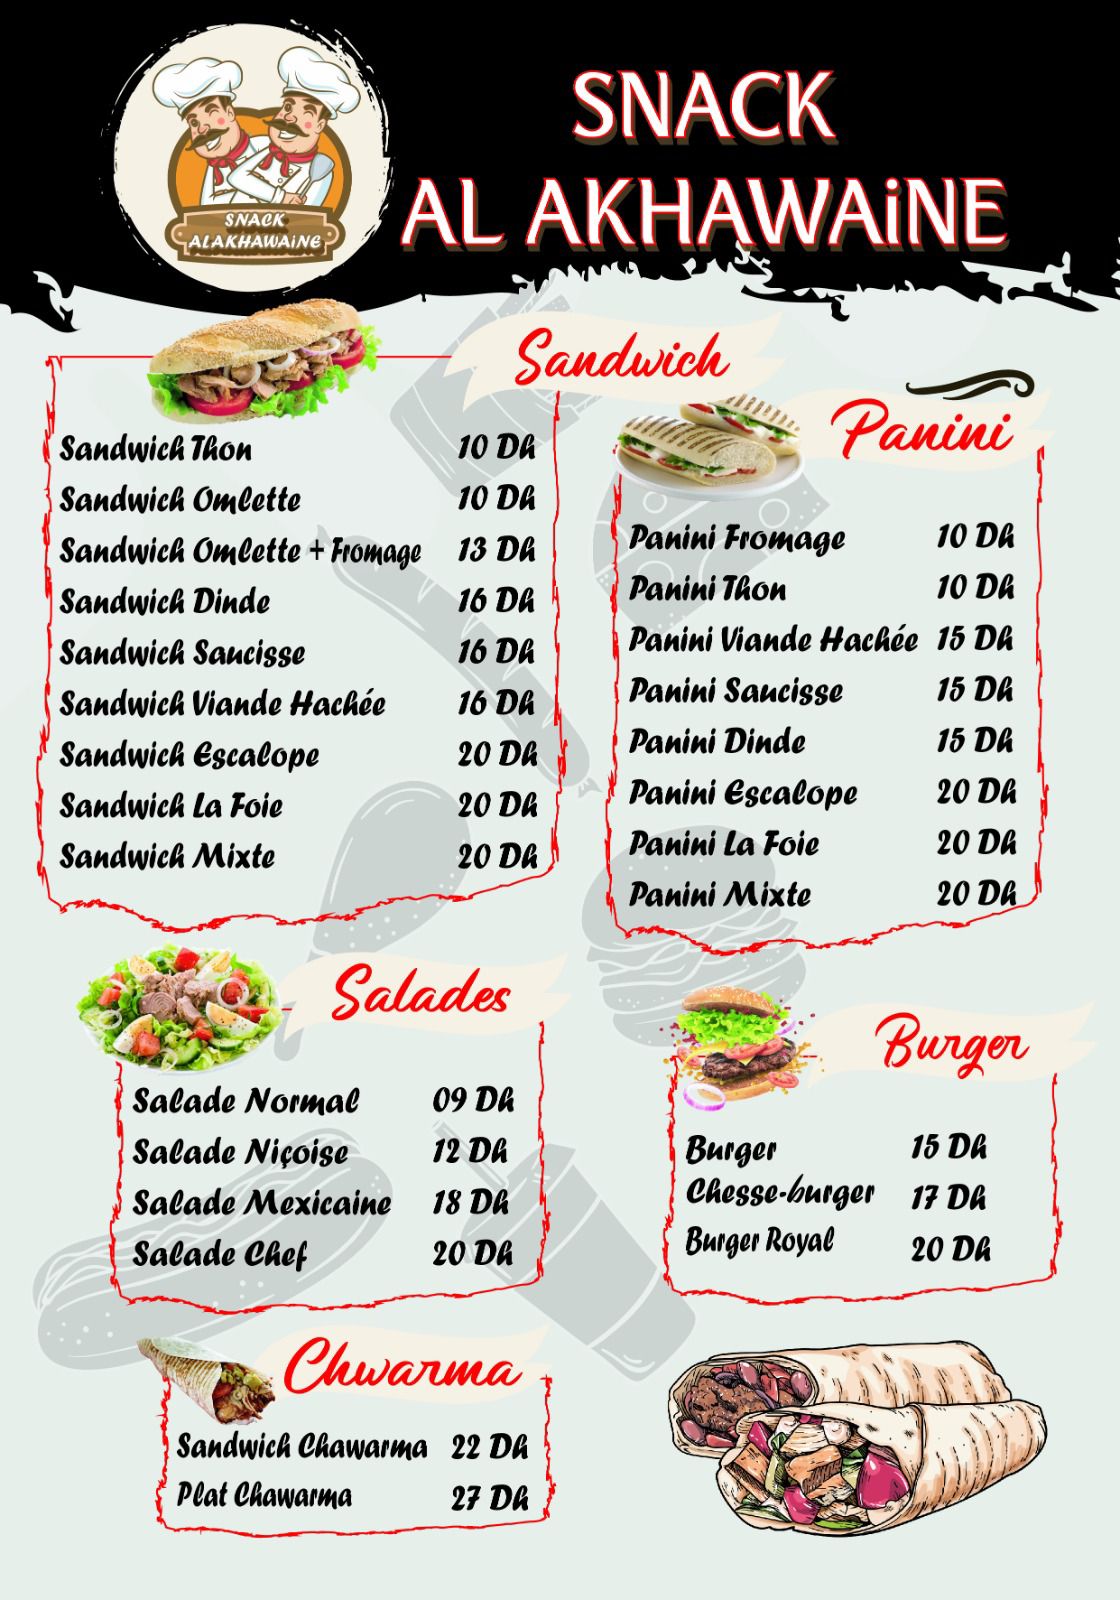 SNACK
ALAKHAWAiNE
SNACK
AL AKHAWAiNE
Sandwich
Sandwich Thon 10 Dh
Sandwich Omlette 10 Dh
Sandwich Omlette + Fromage 13 Dh
Sandwich Dinde 16 Dh
Sandwich Saucisse 16 Dh
Sandwich Viande Hachée 16 Dh
Sandwich Escalope 20 Dh
Sandwich La Foie 20 Dh
Sandwich Mixte 20 Dh
Panini
Panini Fromage 10 Dh
Panini Thon 10 Dh
Panini Viande Hachée 15 Dh
Panini Saucisse 15 Dh
Panini Dinde 15 Dh
Panini Escalope 20 Dh
Panini La Foie 20 Dh
Panini Mixte 20 Dh
Salades
Salade Normal 09 Dh
Salade Niçoise 12 Dh
Salade Mexicaine 18 Dh
Salade Chef 20 Dh
Burger
Burger 15 Dh
Chesse-burger 17 Dh
Burger Royal 20 Dh
Chwarma
Sandwich Chawarma 22 Dh
Plat Chawarma 27 Dh